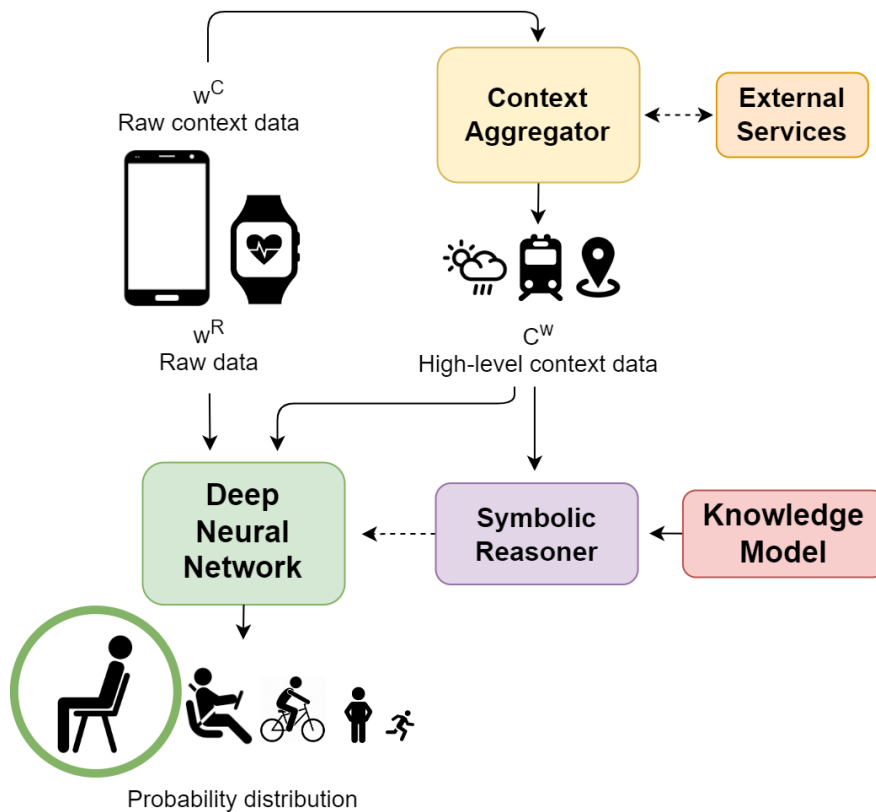 w^C
Raw context data
Context
Aggregator
External
Services
w^R
Raw data
C^W
High-level context data
Deep
Neural
Network
Symbolic
Reasoner
Knowledge
Model
Probability distribution